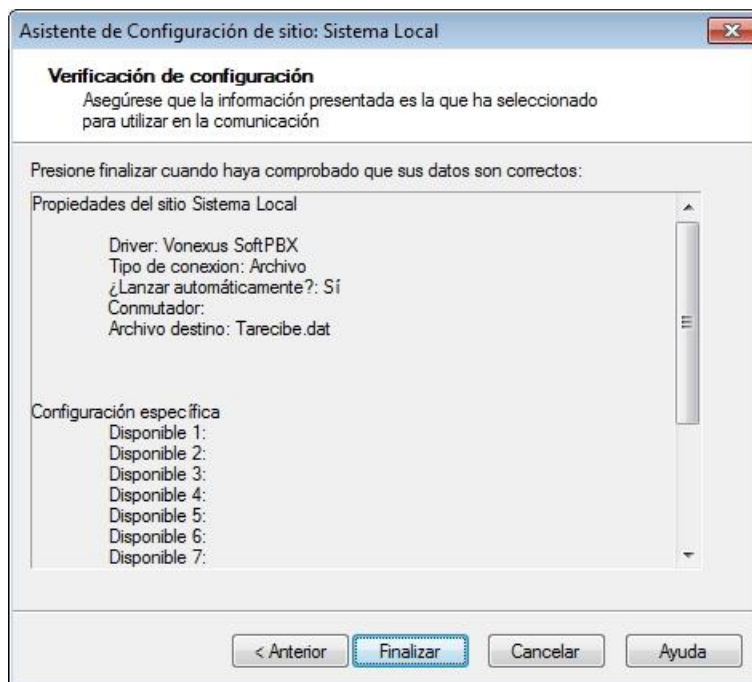 Asistente de Configuración de sitio: Sistema Local
Verificación de configuración
Asegúrese que la información presentada es la que ha seleccionado
para utilizar en la comunicación
Presione finalizar cuando haya comprobado que sus datos son correctos:
Propiedades del sitio Sistema Local
Driver: Vonexus SoftPBX
Tipo de conexion: Archivo
¿Lanzar automáticamente?: Sí
Conmutador:
Archivo destino: Tarecibe.dat
Configuración específica
Disponible 1:
Disponible 2:
Disponible 3:
Disponible 4:
Disponible 5:
Disponible 6:
Disponible 7:
< Anterior Finalizar Cancelar Ayuda